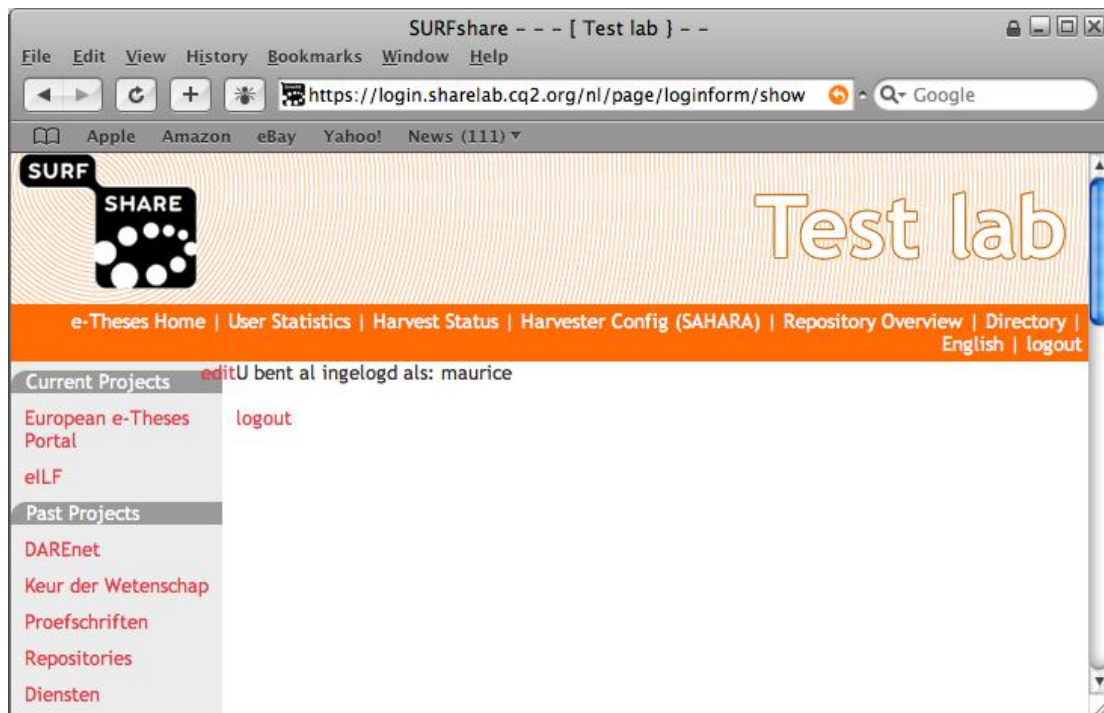 SURFshare – – – [ Test lab } – –
File Edit View History Bookmarks Window Help
https://login.sharelab.cq2.org/nl/page/loginform/show
Google
Apple Amazon eBay Yahoo! News (111)
SURF
SHARE
Test lab
e-Theses Home | User Statistics | Harvest Status | Harvester Config (SAHARA) | Repository Overview | Directory |
English | logout
Current Projects
editU bent al ingelogd als: maurice
European e-Theses
Portal
logout
eILF
Past Projects
DAREnet
Keur der Wetenschap
Proefschriften
Repositories
Diensten